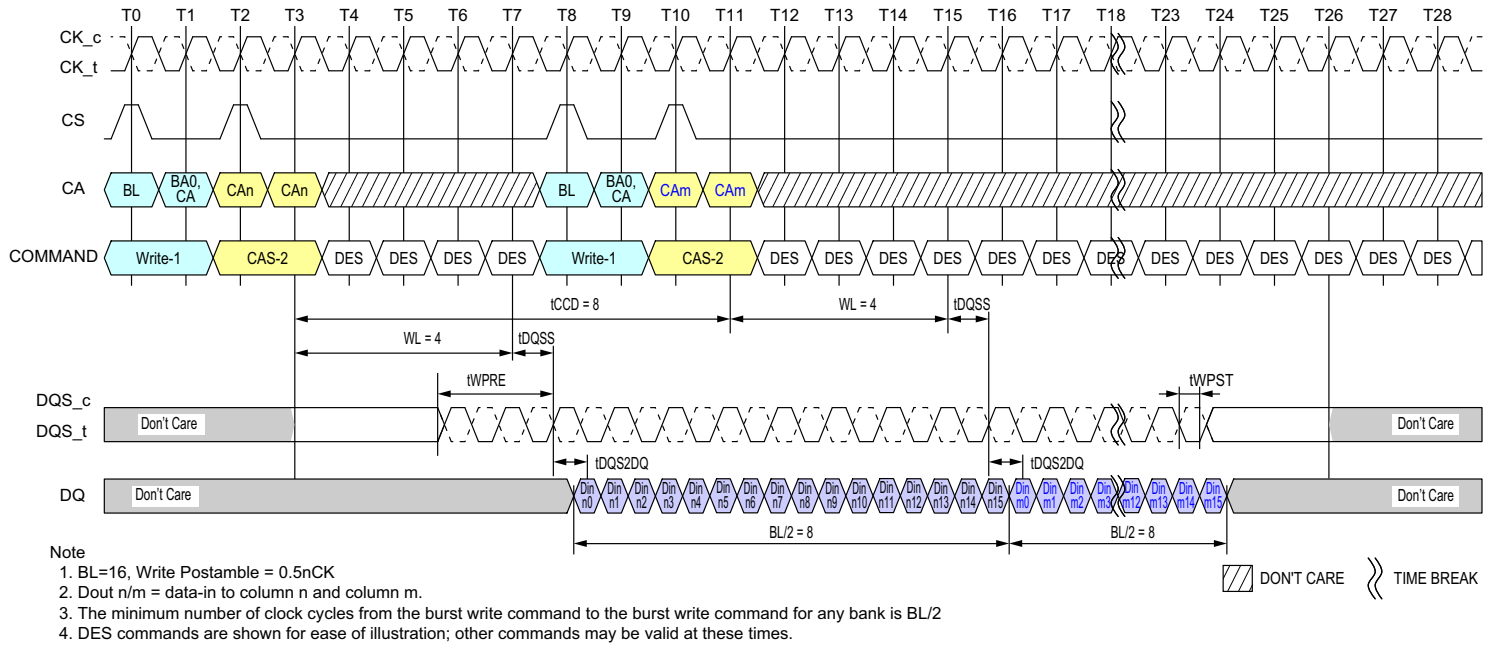 T0 T1 T2 T3 T4 T5 T6 T7 T8 T9 T10 T11 T12 T13 T14 T15 T16 T17 T18 T23 T24 T25 T26 T27 T28
CK_c
CK_t
CS
CA BL BA0, CA CAn CAn BL BA0, CA CAm CAm
COMMAND Write-1 CAS-2 DES DES DES DES Write-1 CAS-2 DES DES DES DES DES DES DES DES DES DES DES DES DES
tCCD = 8 WL = 4 tDQSS
WL = 4 tDQSS
tWPRE tWPST
DQS_c
DQS_t Don't Care Don't Care
tDQS2DQ tDQS2DQ
DQ Don't Care Din n0 Din n1 Din n2 Din n3 Din n4 Din n5 Din n6 Din n7 Din n8 Din n9 Din n10 Din n11 Din n12 Din n13 Din n14 Din n15 Din m0 Din m1 Din m2 Din m3 Din m12 Din m13 Din m14 Din m15 Don't Care
BL/2 = 8 BL/2 = 8
Note
1. BL=16, Write Postamble = 0.5nCK
2. Dout n/m = data-in to column n and column m.
3. The minimum number of clock cycles from the burst write command to the burst write command for any bank is BL/2
4. DES commands are shown for ease of illustration; other commands may be valid at these times.
DON'T CARE TIME BREAK